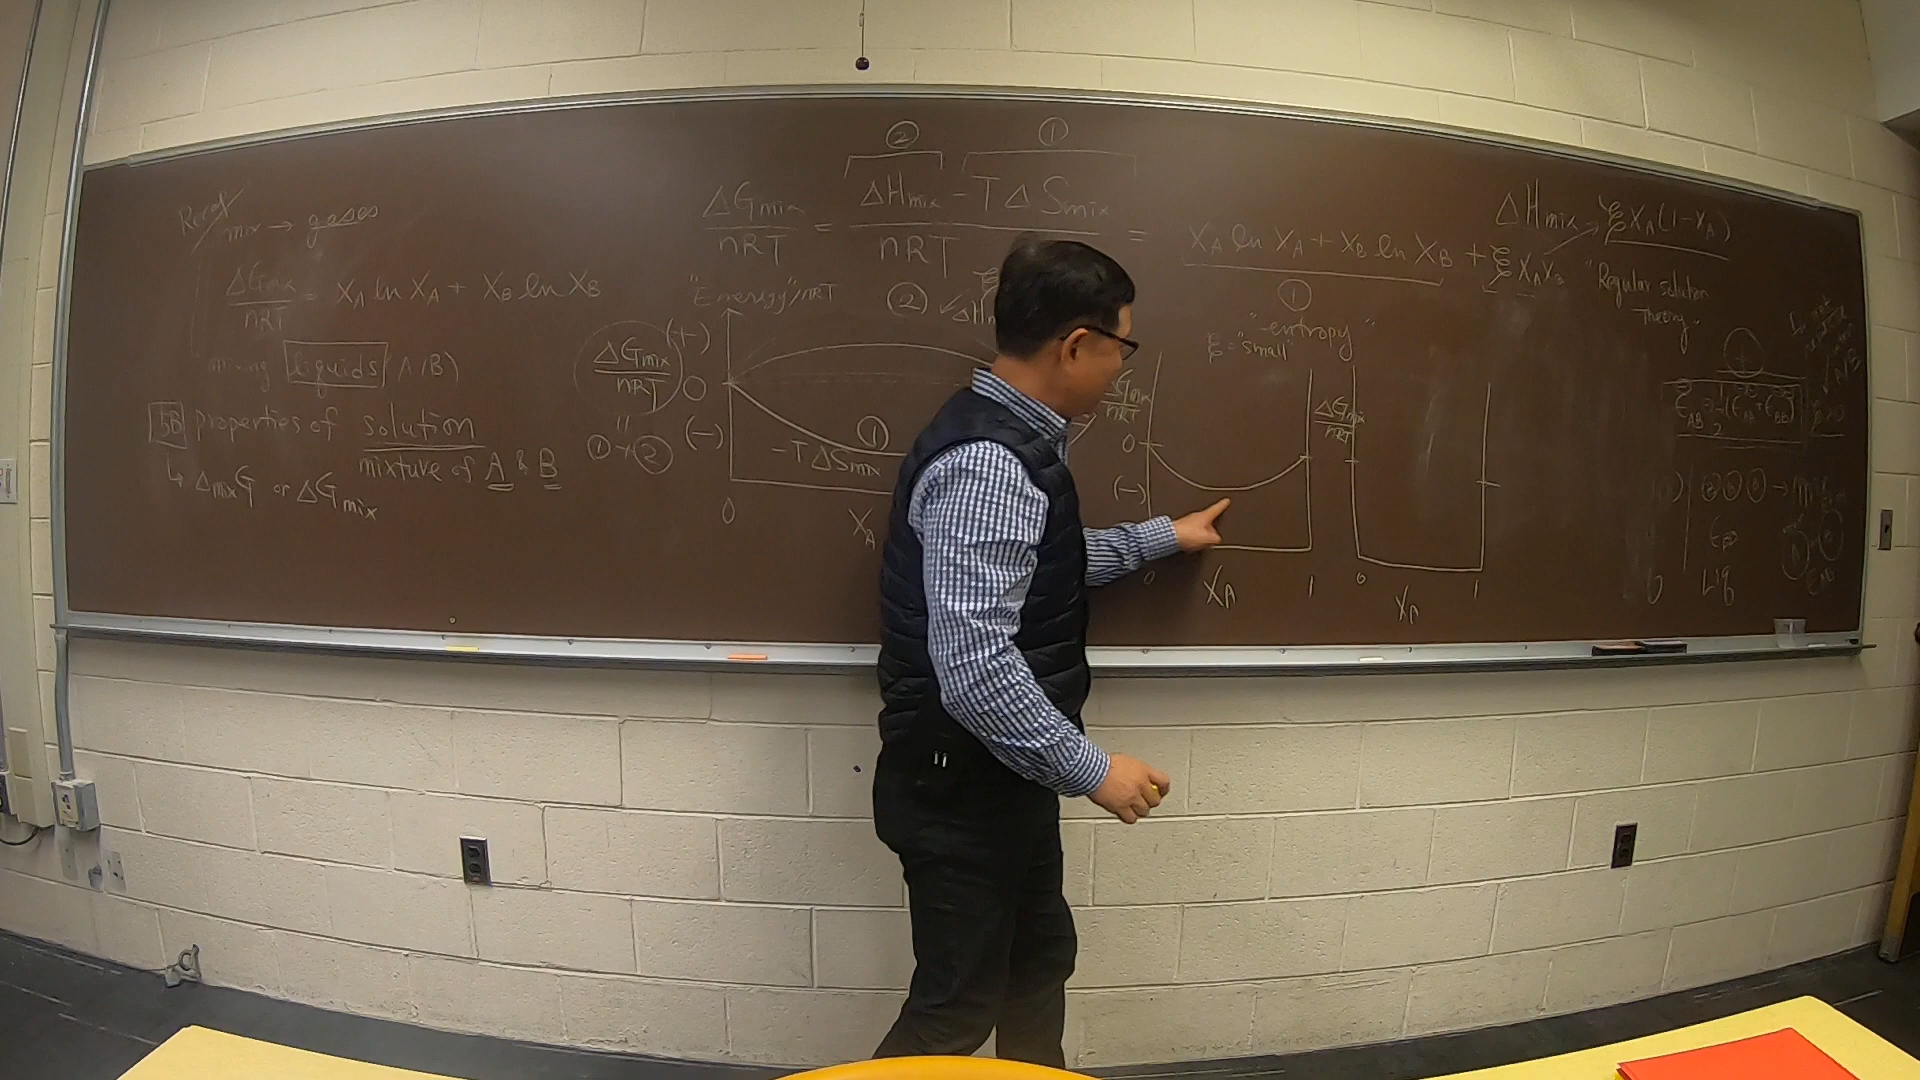 Recap
mix → gases
ΔGmix/nRT = XA ln XA + XB ln XB
mixing liquids (A/B)
5B properties of solution
mixture of A & B
↳ ΔmixG or ΔGmix
② ①
ΔGmix/nRT = ΔHmix - TΔSmix/nRT = XA ln XA + XB ln XB + ξ XA XB
"Energy"/nRT
② ΔH
ΔGmix/nRT
"
① + ②
(+)
0
(-)
①
-TΔSmix
0
XA
①
"-entropy"
ξ = "small"
ΔGmix/nRT
0
(-)
0 XA 1
ΔGmix/nRT
0 XA 1
ΔHmix → ξ XA (1-XA)
"Regular solution
Theory"
A/B
Liq